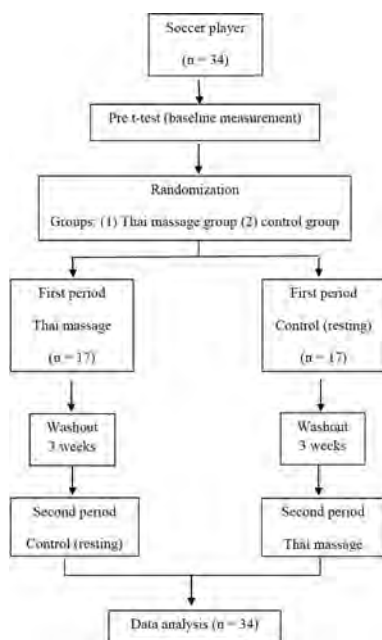 Soccer player
(n = 34)
Pre t-test (baseline measurement)
Randomization
Groups: (1) Thai massage group (2) control group
First period
Thai massage
(n = 17)
First period
Control (resting)
(n = 17)
Washout
3 weeks
Washout
3 weeks
Second period
Control (resting)
Second period
Thai massage
Data analysis (n = 34)